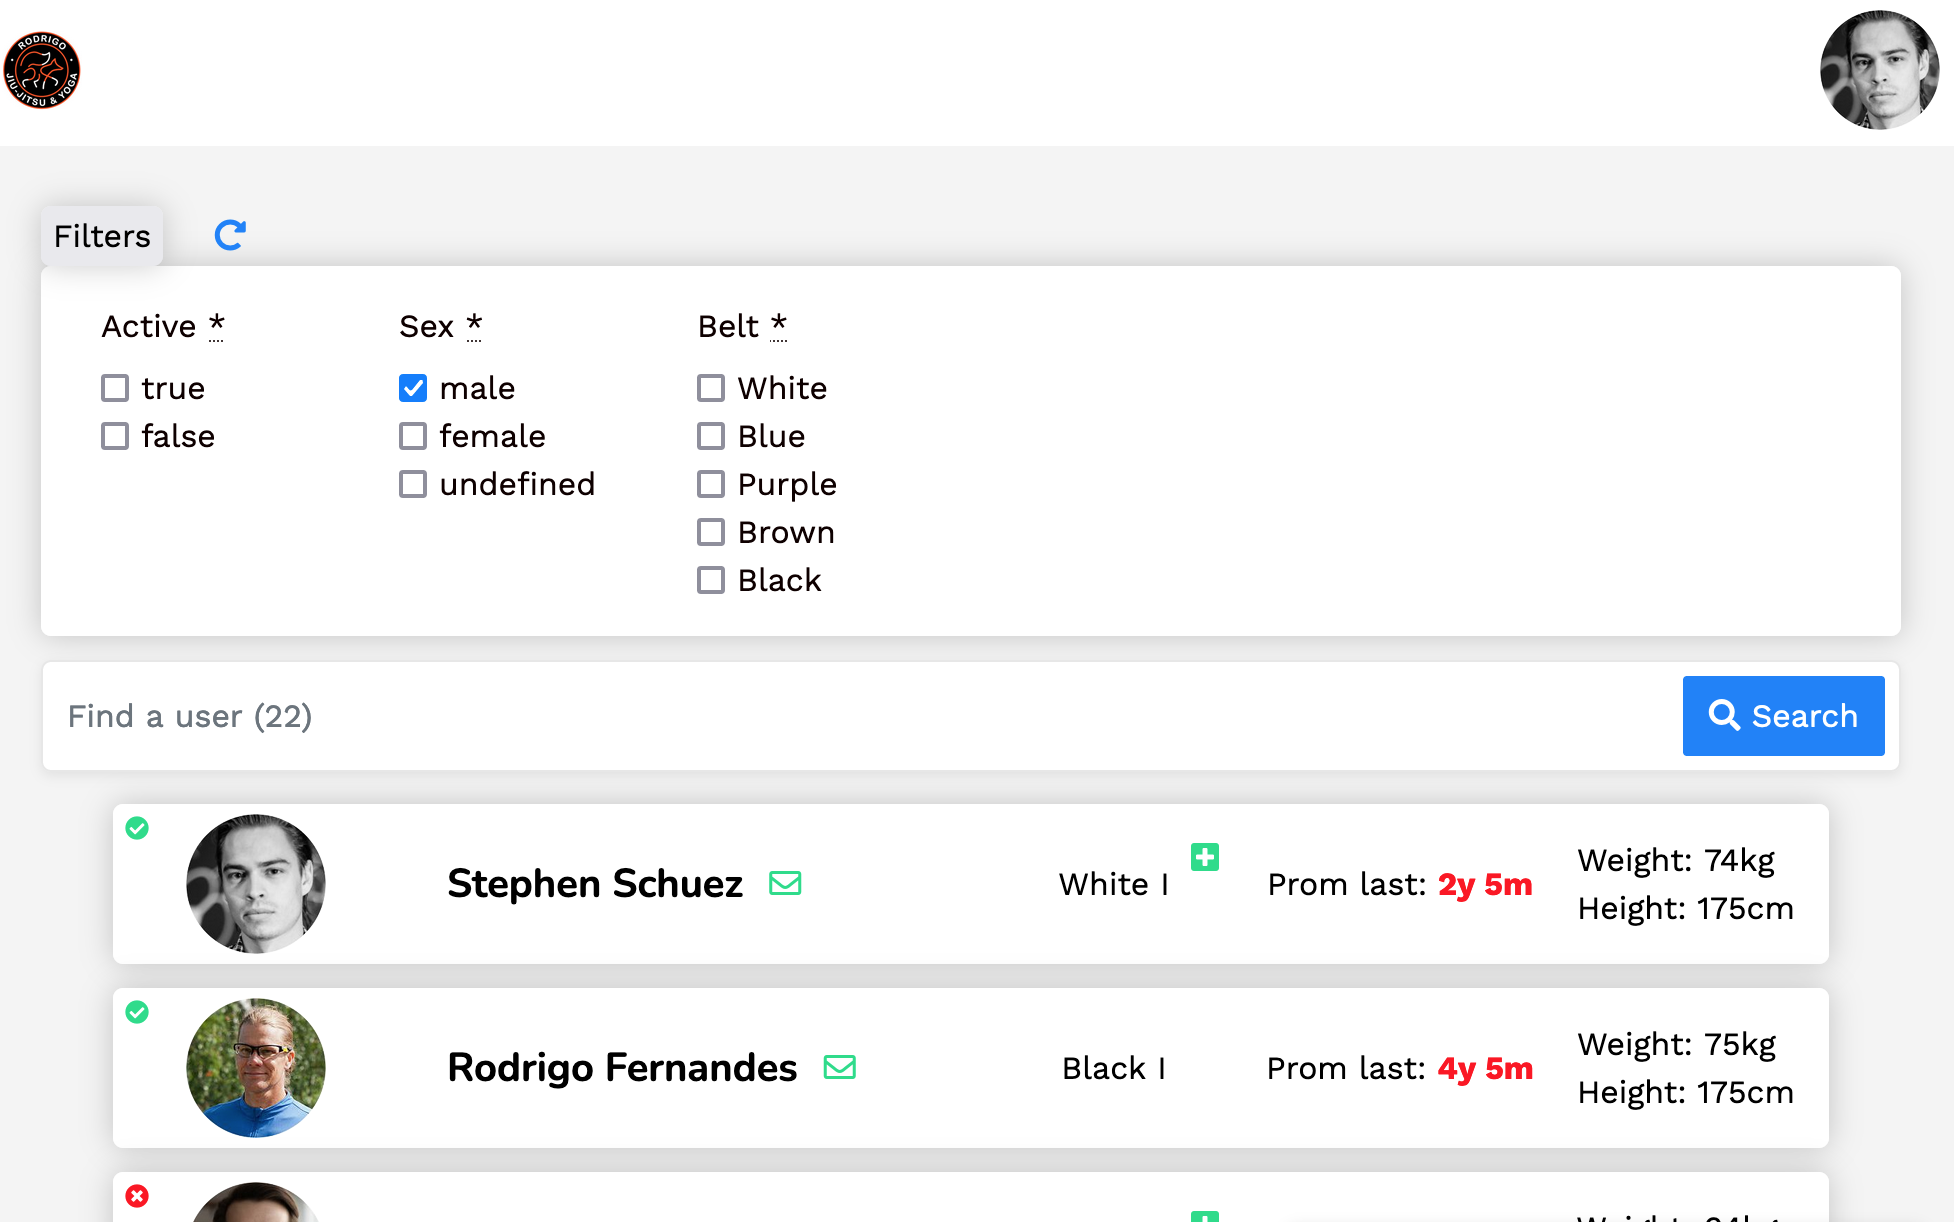 RODRIGO
JIU-JITSU & YOGA
Filters
Active *
true
false
Sex *
male
female
undefined
Belt *
White
Blue
Purple
Brown
Black
Find a user (22)
Search
Stephen Schuez
White I
Prom last: 2y 5m
Weight: 74kg
Height: 175cm
Rodrigo Fernandes
Black I
Prom last: 4y 5m
Weight: 75kg
Height: 175cm